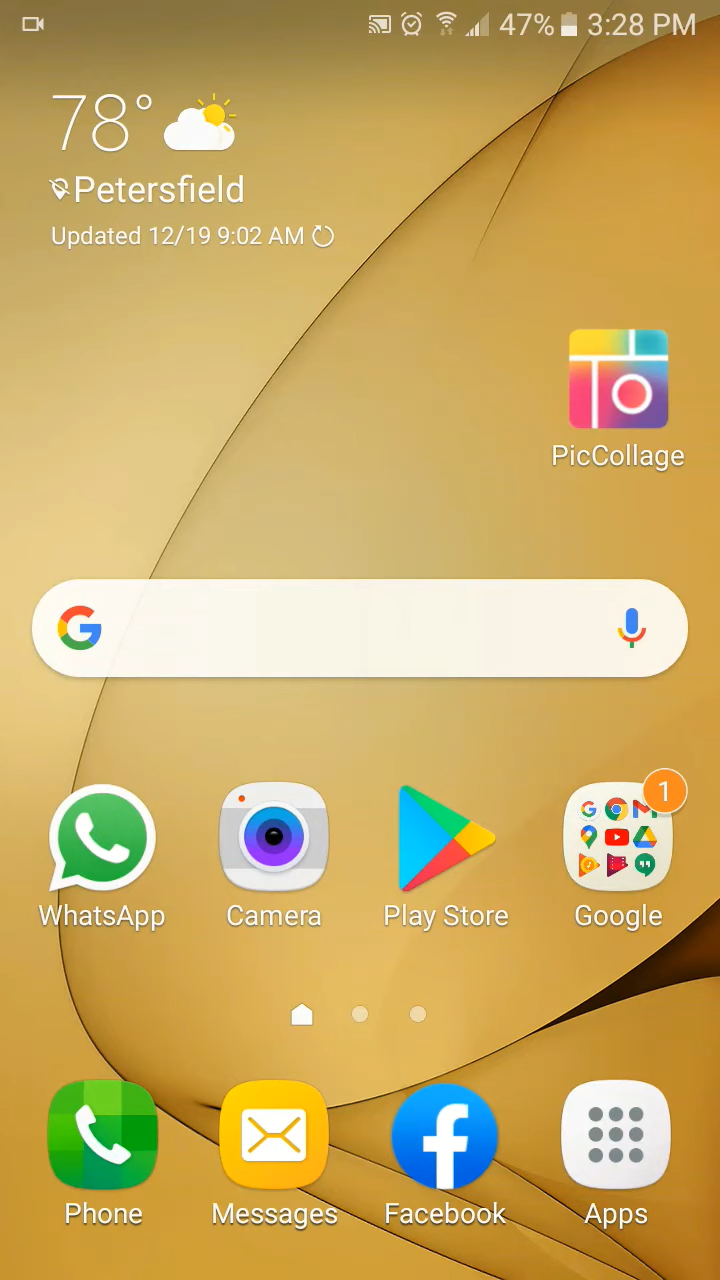 47% 3:28 PM
78°
Petersfield
Updated 12/19 9:02 AM
PicCollage
1
WhatsApp Camera Play Store Google
Phone Messages Facebook Apps